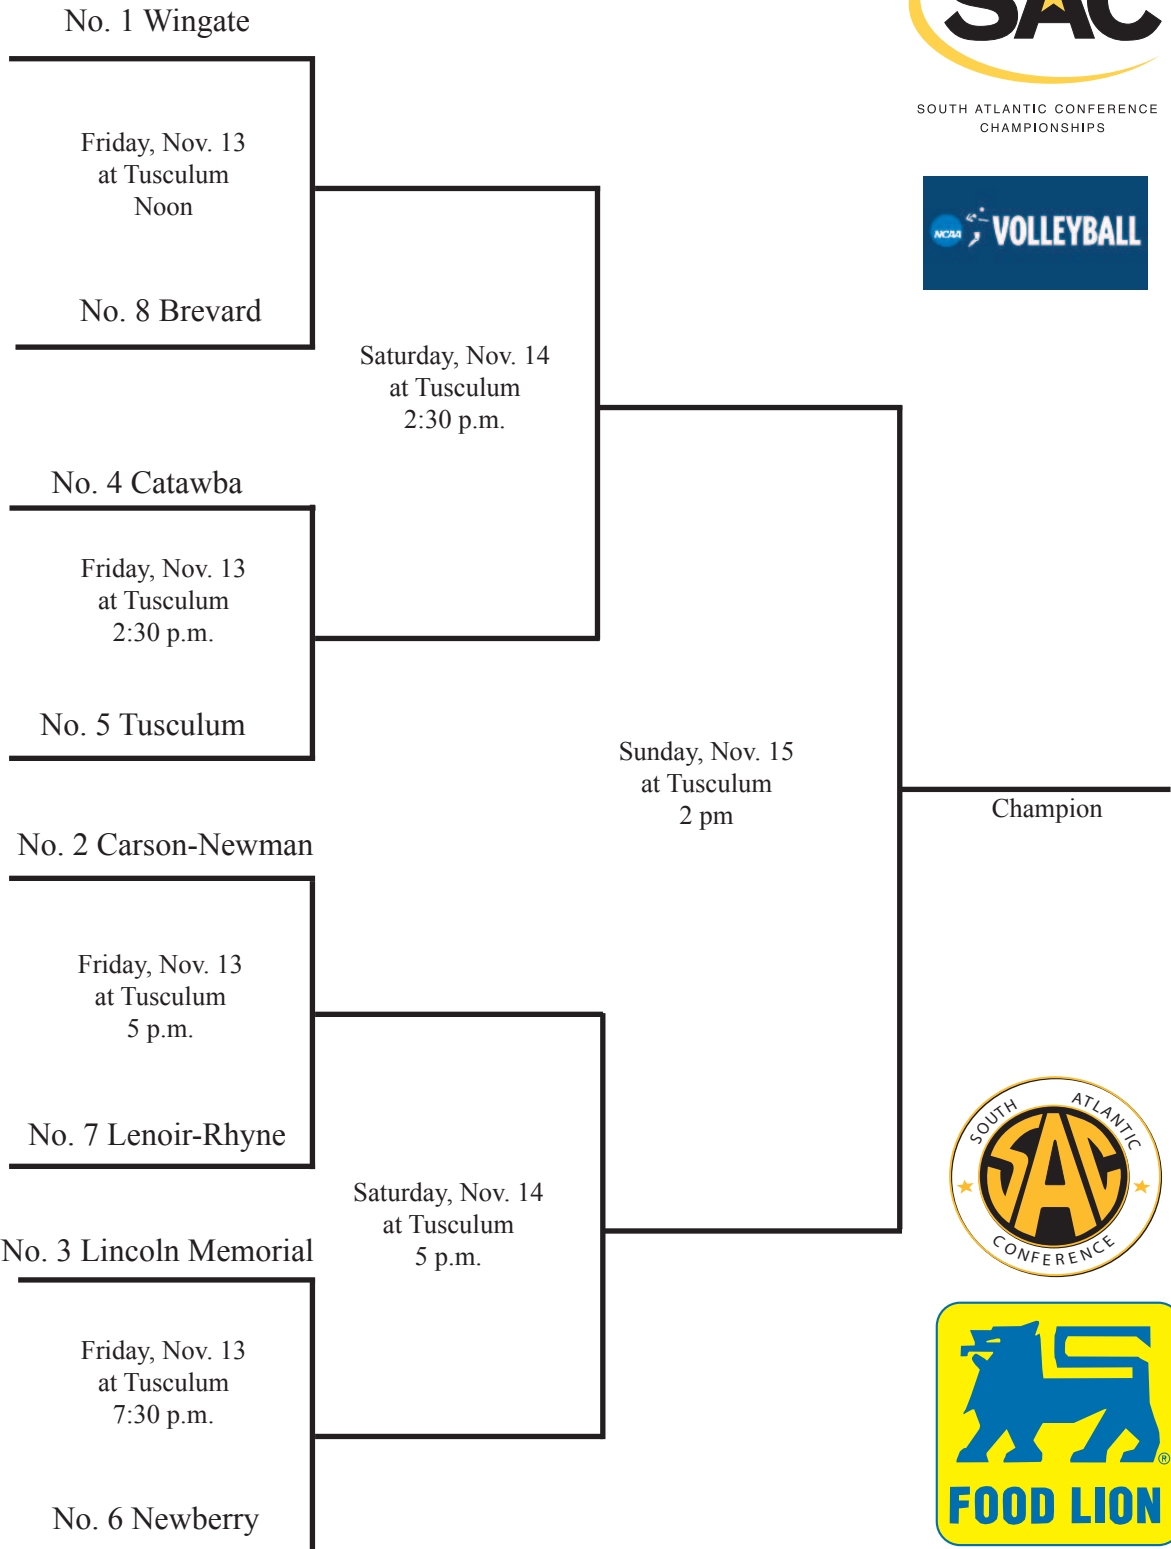 No. 1 Wingate
Friday, Nov. 13
at Tusculum
Noon
No. 8 Brevard
SAC
SOUTH ATLANTIC CONFERENCE
CHAMPIONSHIPS
NCAA VOLLEYBALL
Saturday, Nov. 14
at Tusculum
2:30 p.m.
No. 4 Catawba
Friday, Nov. 13
at Tusculum
2:30 p.m.
No. 5 Tusculum
Sunday, Nov. 15
at Tusculum
2 pm
Champion
No. 2 Carson-Newman
Friday, Nov. 13
at Tusculum
5 p.m.
No. 7 Lenoir-Rhyne
Saturday, Nov. 14
at Tusculum
5 p.m.
No. 3 Lincoln Memorial
Friday, Nov. 13
at Tusculum
7:30 p.m.
No. 6 Newberry
SOUTH ATLANTIC
SAC
CONFERENCE
®
FOOD LION